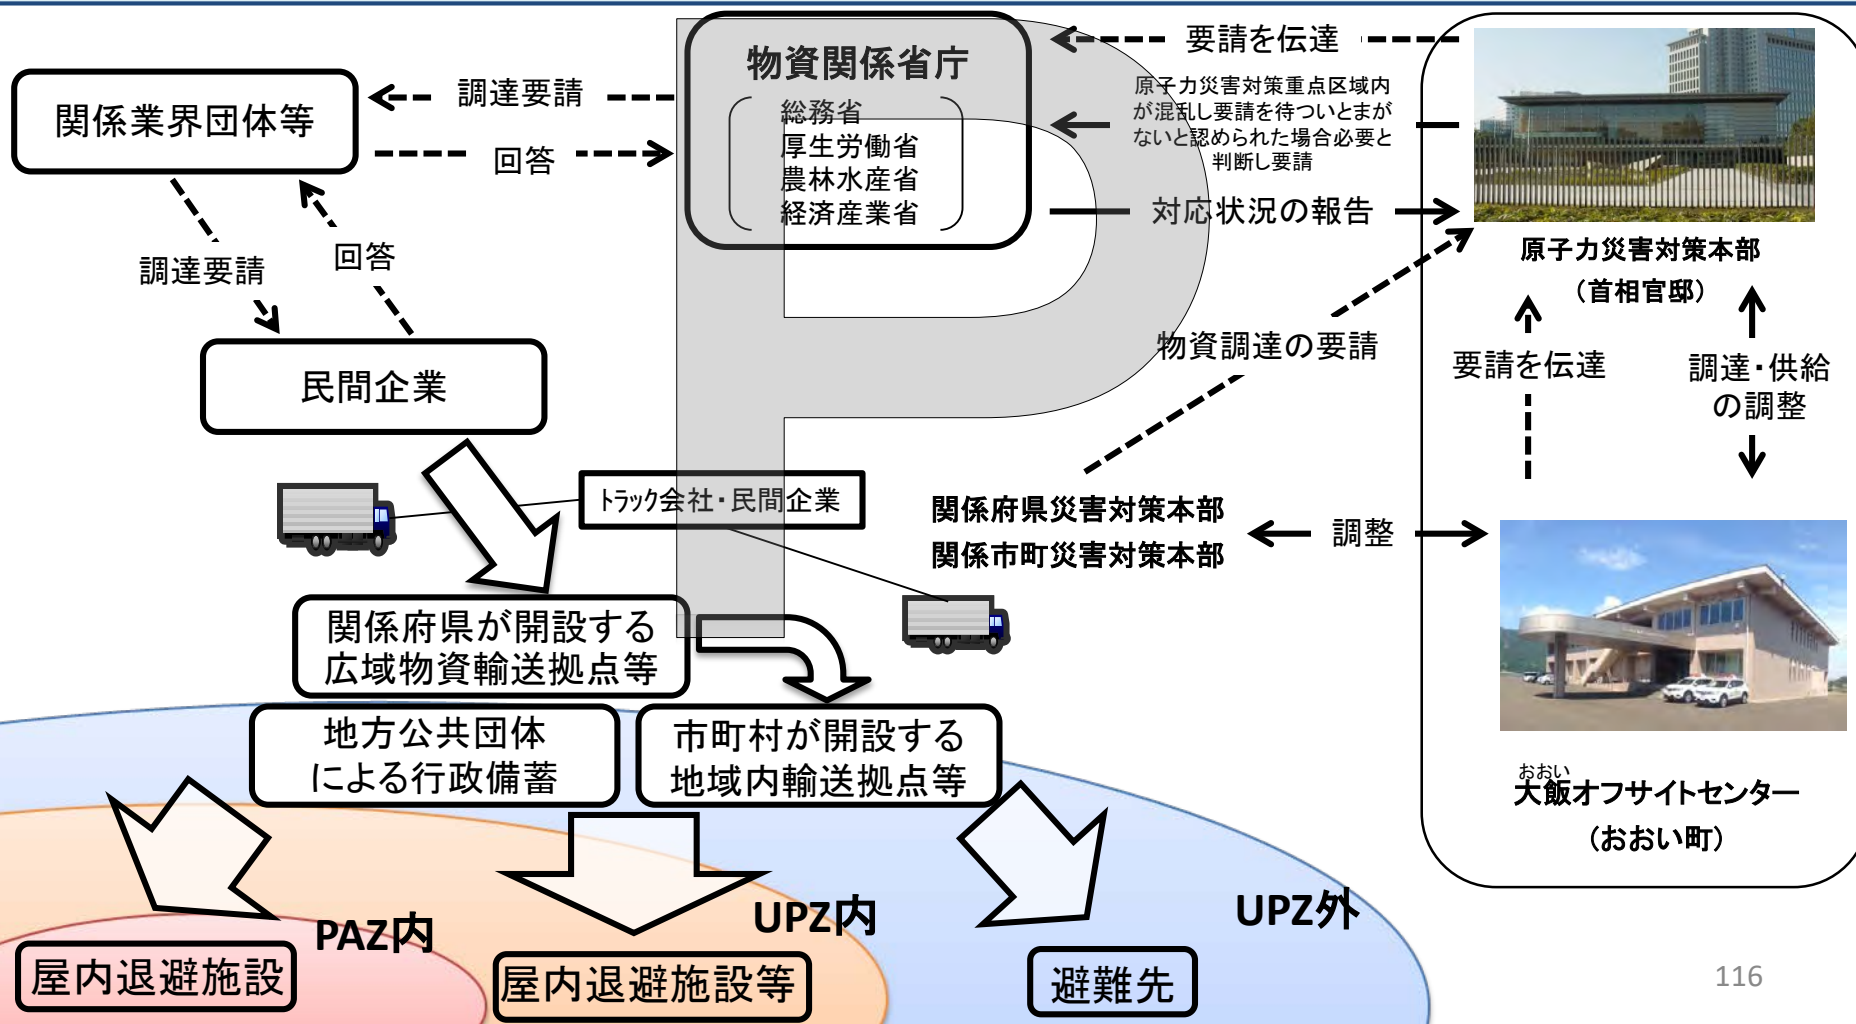 物資関係省庁
総務省
厚生労働省
農林水産省
経済産業省
関係業界団体等
調達要請
回答
要請を伝達
原子力災害対策重点区域内
が混乱し要請を待ついとまが
ないと認められた場合必要と
判断し要請
対応状況の報告
原子力災害対策本部
（首相官邸）
調達要請
回答
民間企業
物資調達の要請
要請を伝達
調達・供給
の調整
トラック会社・民間企業
関係府県災害対策本部
関係市町災害対策本部
調整
関係府県が開設する
広域物資輸送拠点等
地方公共団体
による行政備蓄
市町村が開設する
地域内輸送拠点等
おおい
大飯オフサイトセンター
（おおい町）
PAZ内
UPZ内
UPZ外
屋内退避施設
屋内退避施設等
避難先
116
P